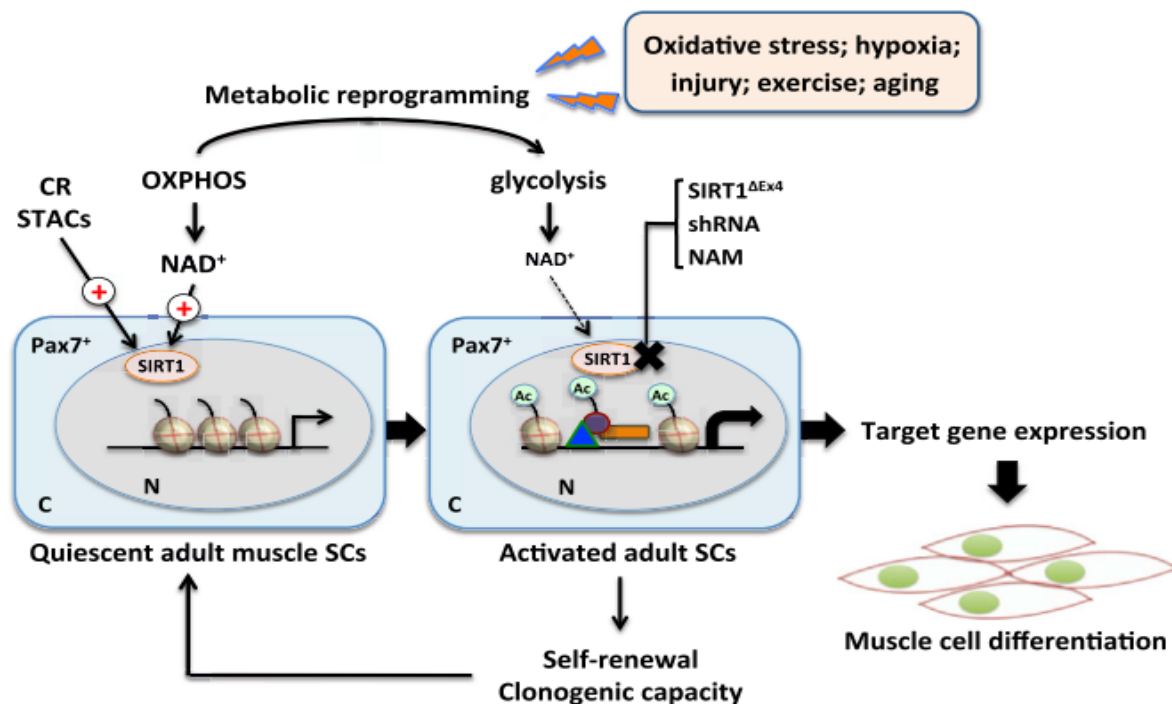 Oxidative stress; hypoxia;
injury; exercise; aging
Metabolic reprogramming
CR
STACs
OXPHOS
glycolysis
SIRT1ΔEx4
shRNA
NAM
NAD+
NAD+
+
+
Pax7+
SIRT1
N
C
Pax7+
SIRT1
Ac
Ac
Ac
N
C
Target gene expression
Quiescent adult muscle SCs
Activated adult SCs
Muscle cell differentiation
Self-renewal
Clonogenic capacity